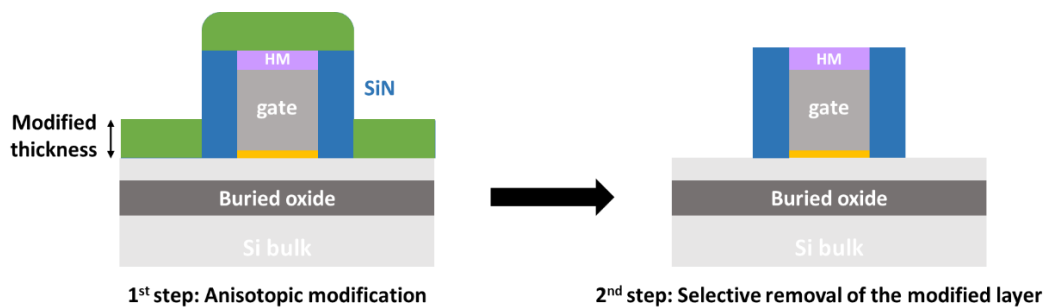 HM
SiN
gate
Modified
thickness
Buried oxide
Si bulk
1st step: Anisotopic modification
HM
gate
Buried oxide
Si bulk
2nd step: Selective removal of the modified layer